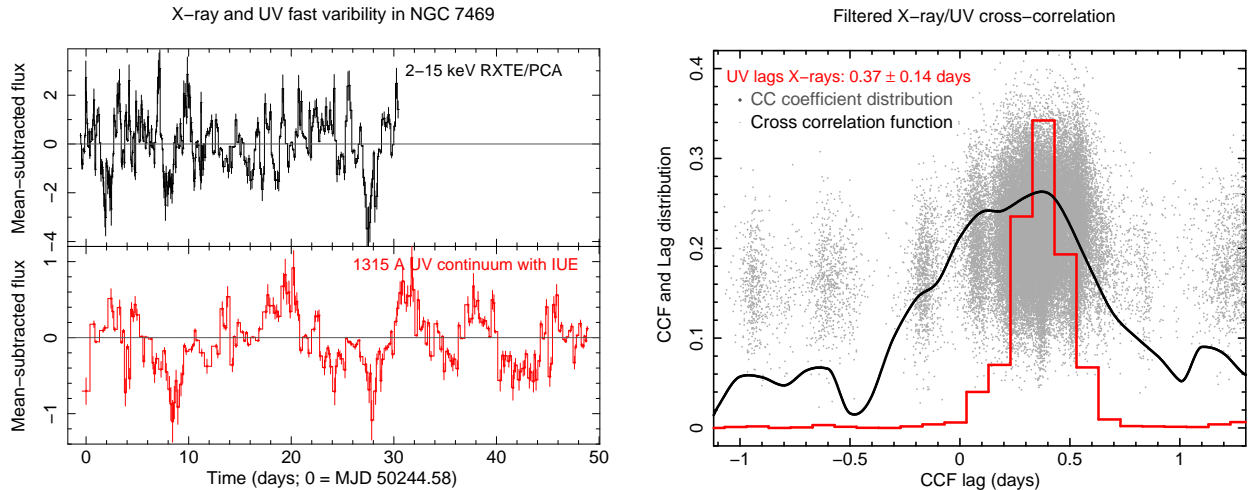 X−ray and UV fast varibility in NGC 7469
2−15 keV RXTE/PCA
Mean−subtracted flux
2
0
−2
−4
1315 A UV continuum with IUE
Mean−subtracted flux
1
0
−1
0 10 20 30 40 50
Time (days; 0 = MJD 50244.58)
Filtered X−ray/UV cross−correlation
UV lags X−rays: 0.37 ± 0.14 days
CC coefficient distribution
Cross correlation function
CCF and Lag distribution
0.4
0.3
0.2
0.1
0
−1 −0.5 0 0.5 1
CCF lag (days)